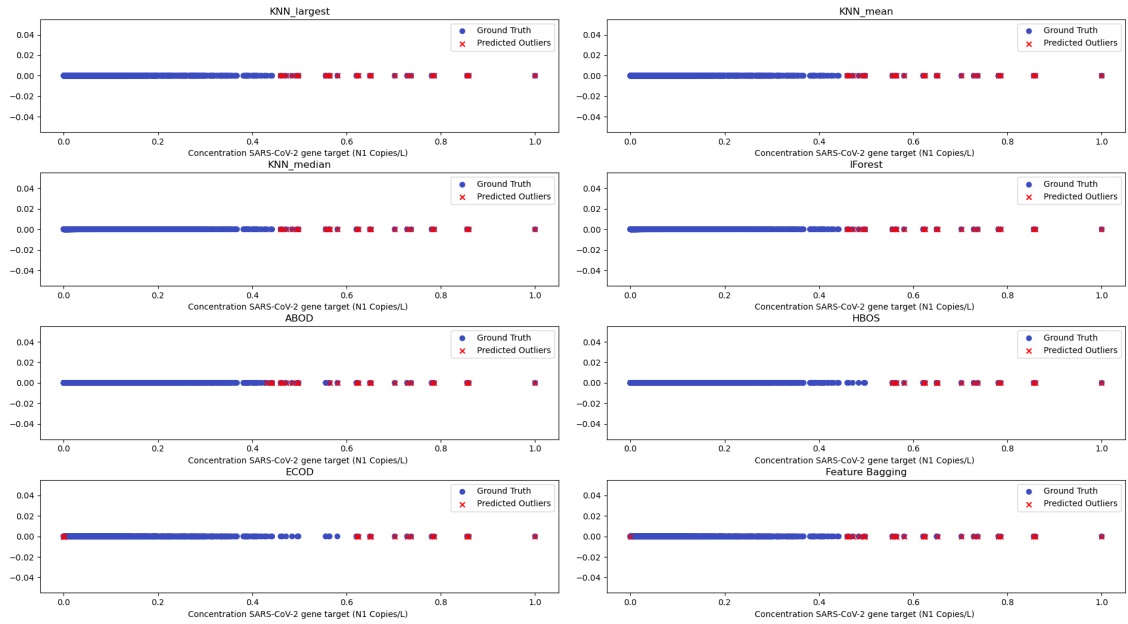 KNN_largest
0.04
0.02
0.00
−0.02
−0.04
Ground Truth
Predicted Outliers
0.0 0.2 0.4 0.6 0.8 1.0
Concentration SARS-CoV-2 gene target (N1 Copies/L)
KNN_mean
0.04
0.02
0.00
−0.02
−0.04
Ground Truth
Predicted Outliers
0.0 0.2 0.4 0.6 0.8 1.0
Concentration SARS-CoV-2 gene target (N1 Copies/L)
KNN_median
0.04
0.02
0.00
−0.02
−0.04
Ground Truth
Predicted Outliers
0.0 0.2 0.4 0.6 0.8 1.0
Concentration SARS-CoV-2 gene target (N1 Copies/L)
IForest
0.04
0.02
0.00
−0.02
−0.04
Ground Truth
Predicted Outliers
0.0 0.2 0.4 0.6 0.8 1.0
Concentration SARS-CoV-2 gene target (N1 Copies/L)
ABOD
0.04
0.02
0.00
−0.02
−0.04
Ground Truth
Predicted Outliers
0.0 0.2 0.4 0.6 0.8 1.0
Concentration SARS-CoV-2 gene target (N1 Copies/L)
HBOS
0.04
0.02
0.00
−0.02
−0.04
Ground Truth
Predicted Outliers
0.0 0.2 0.4 0.6 0.8 1.0
Concentration SARS-CoV-2 gene target (N1 Copies/L)
ECOD
0.04
0.02
0.00
−0.02
−0.04
Ground Truth
Predicted Outliers
0.0 0.2 0.4 0.6 0.8 1.0
Concentration SARS-CoV-2 gene target (N1 Copies/L)
Feature Bagging
0.04
0.02
0.00
−0.02
−0.04
Ground Truth
Predicted Outliers
0.0 0.2 0.4 0.6 0.8 1.0
Concentration SARS-CoV-2 gene target (N1 Copies/L)